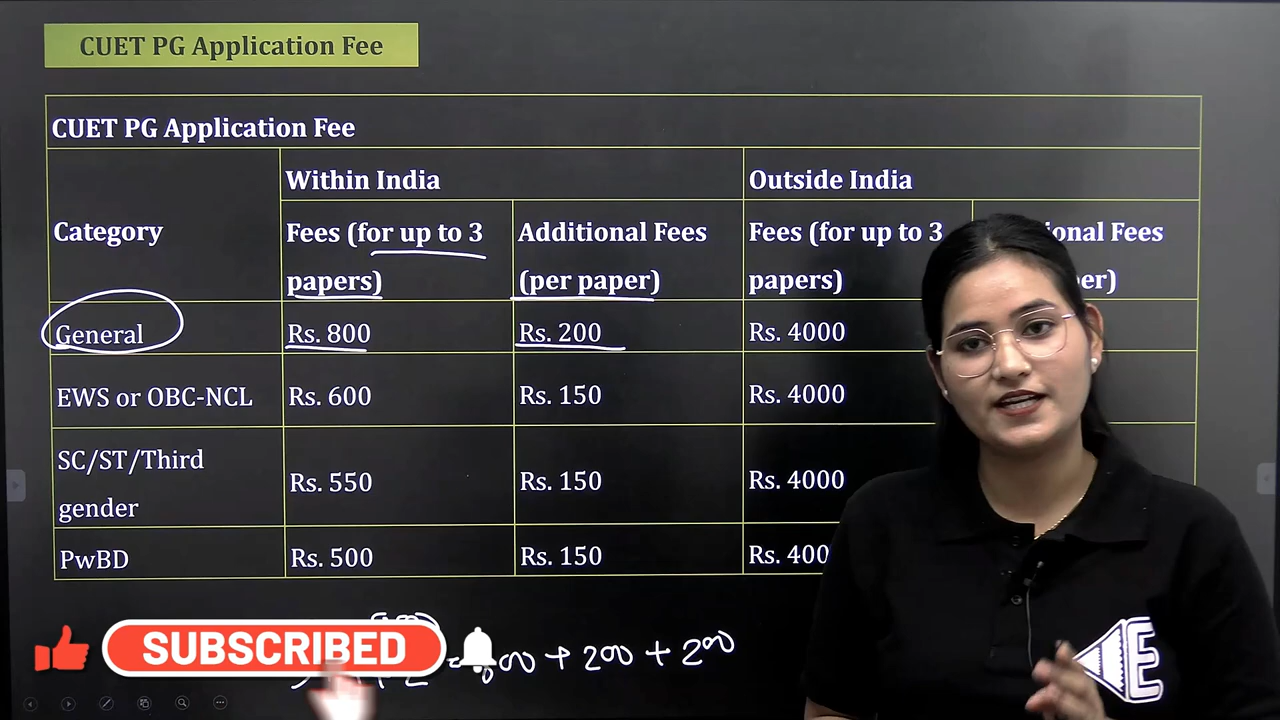 CUET PG Application Fee
CUET PG Application Fee
Category
Within India
Outside India
Fees (for up to 3
papers)
Additional Fees
(per paper)
Fees (for up to 3
papers)
Fees
General
Rs. 800
Rs. 200
Rs. 4000
EWS or OBC-NCL
Rs. 600
Rs. 150
Rs. 4000
SC/ST/Third
gender
Rs. 550
Rs. 150
Rs. 4000
PwBD
Rs. 500
Rs. 150
Rs. 400
+ 200 + 200
SUBSCRIBED
E